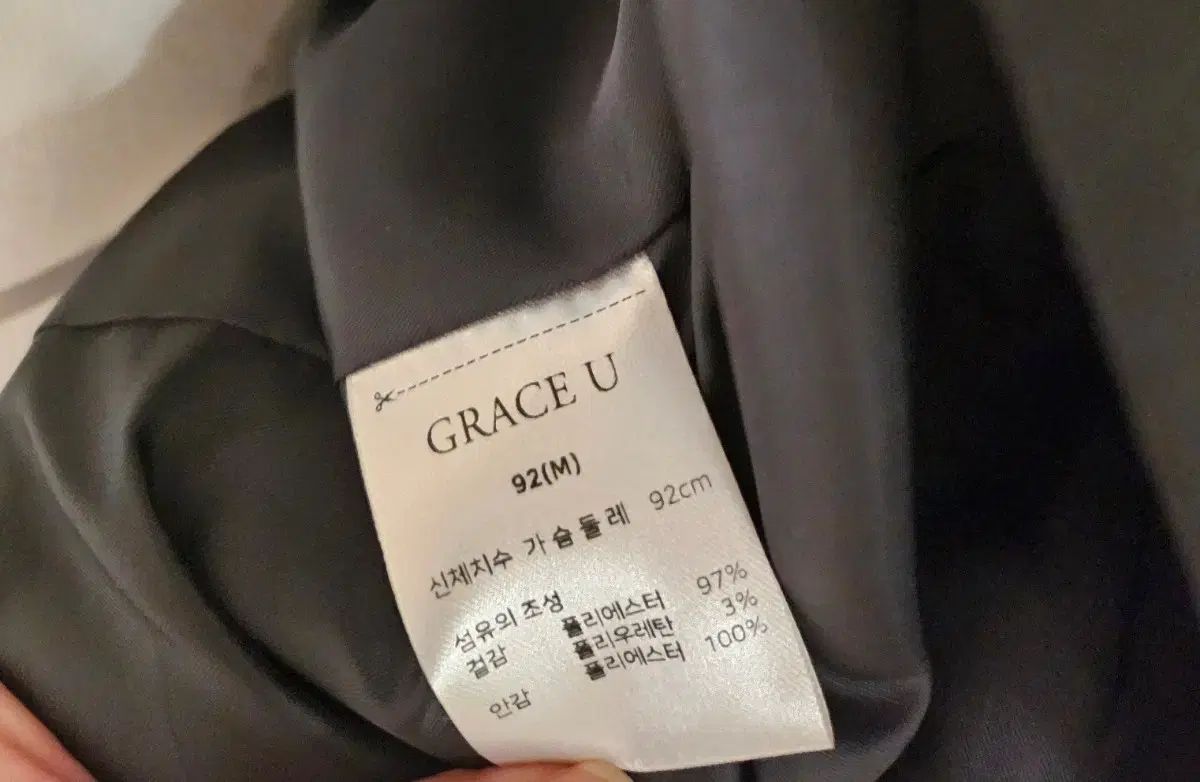 GRACE U
92(M)
신체치수 가슴둘레 92cm
섬유의 조성
겉감 폴리에스터 97%
폴리우레탄 3%
안감 폴리에스터 100%